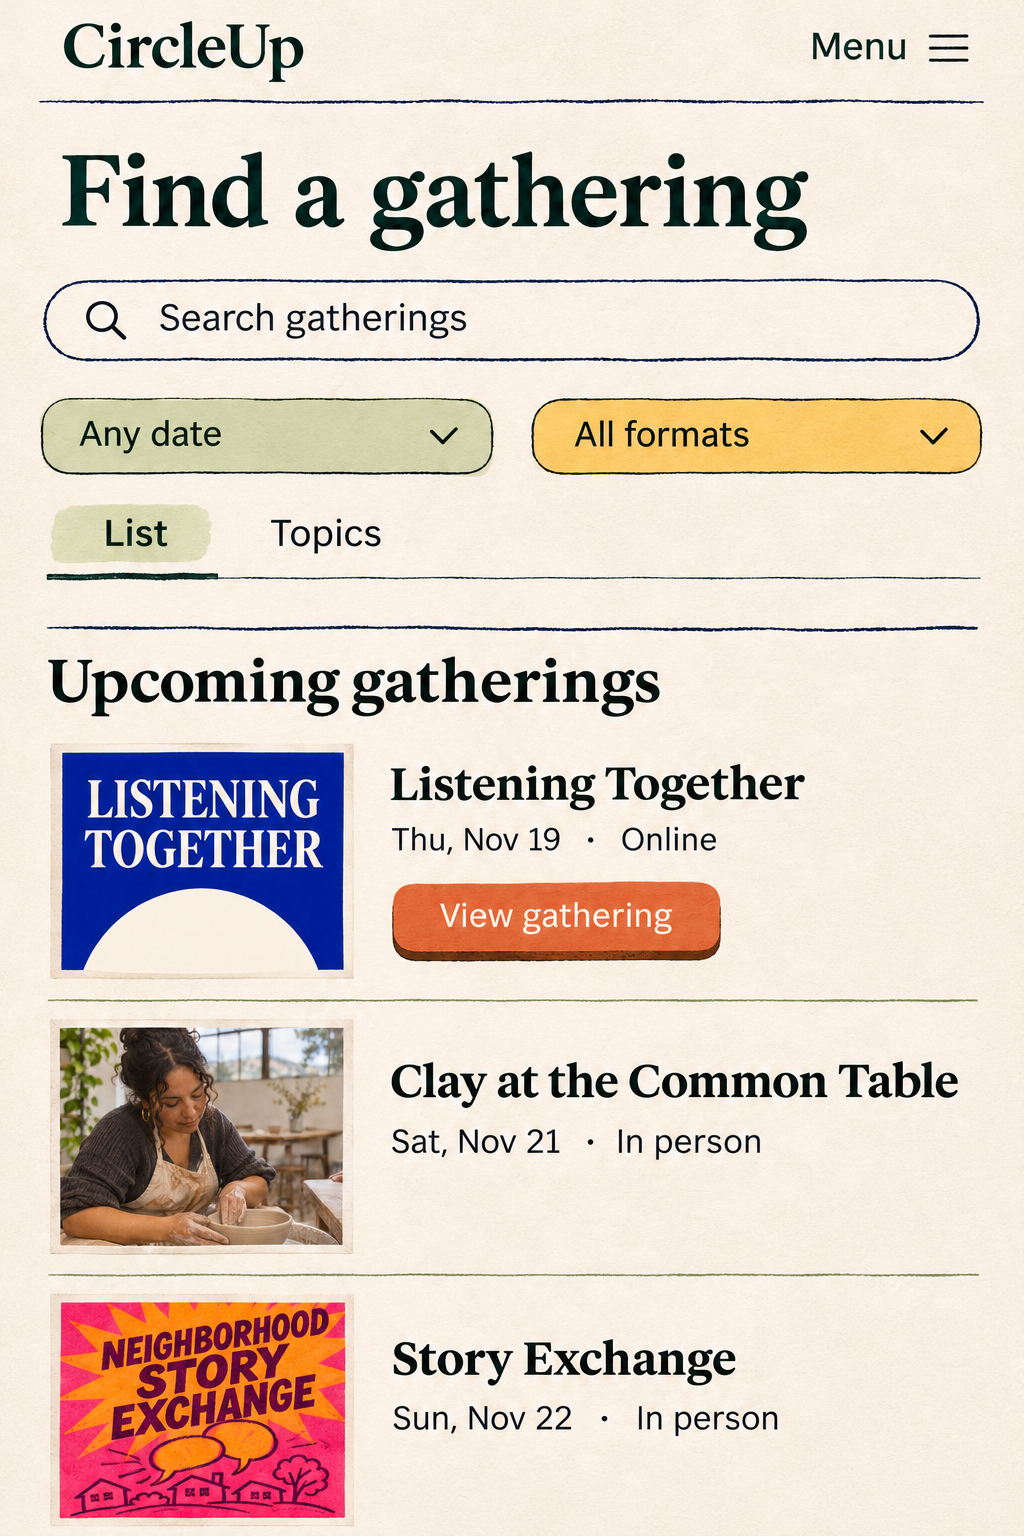 CircleUp
Menu
Find a gathering
Search gatherings
Any date
All formats
List
Topics
Upcoming gatherings
LISTENING
TOGETHER
Listening Together
Thu, Nov 19 · Online
View gathering
Clay at the Common Table
Sat, Nov 21 · In person
NEIGHBORHOOD
STORY
EXCHANGE
Story Exchange
Sun, Nov 22 · In person